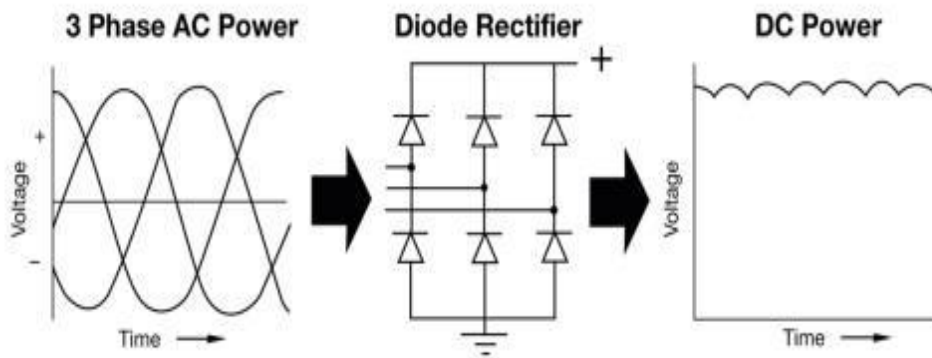 3 Phase AC Power
Diode Rectifier
DC Power
+
Voltage
+
–
Time
Voltage
Time